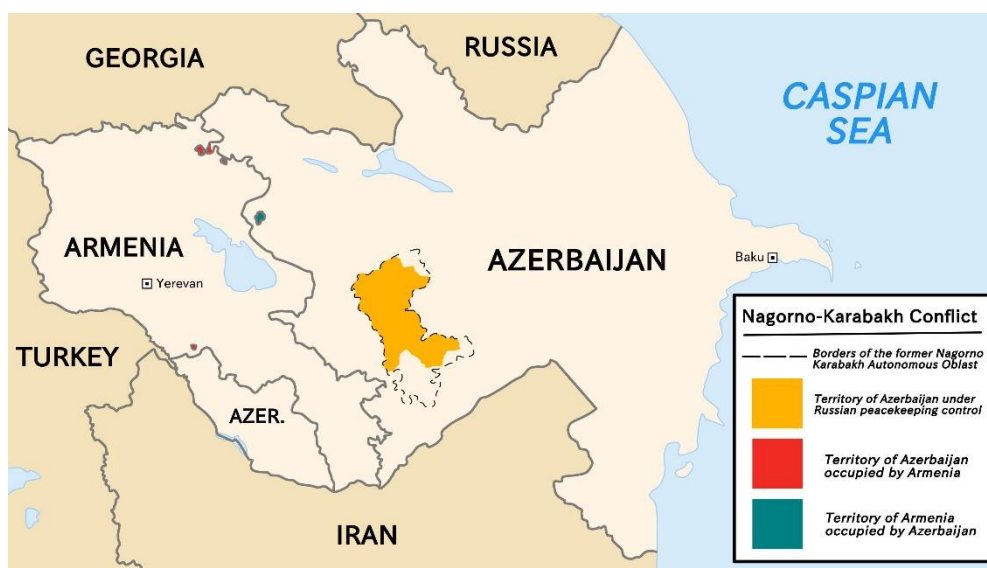 RUSSIA
GEORGIA
CASPIAN
SEA
ARMENIA
AZERBAIJAN
Baku
Yerevan
TURKEY
AZER.
IRAN
Nagorno-Karabakh Conflict
Borders of the former Nagorno
Karabakh Autonomous Oblast
Territory of Azerbaijan under
Russian peacekeeping control
Territory of Azerbaijan
occupied by Armenia
Territory of Armenia
occupied by Azerbaijan